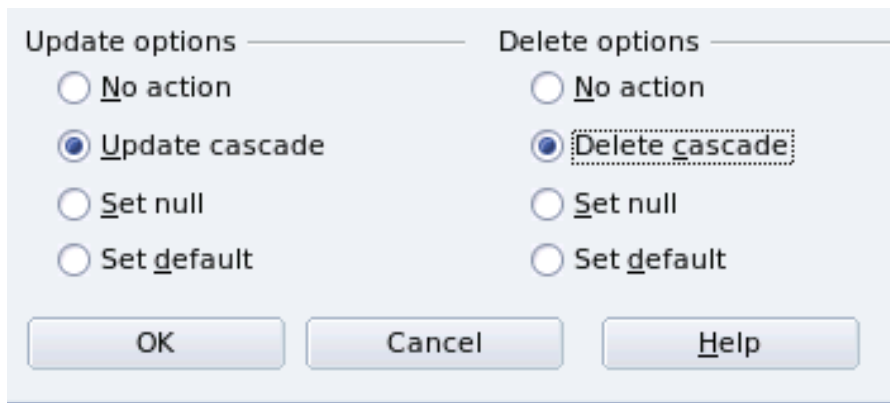 Update options
No action
Update cascade
Set null
Set default
Delete options
No action
Delete cascade
Set null
Set default
OK
Cancel
Help